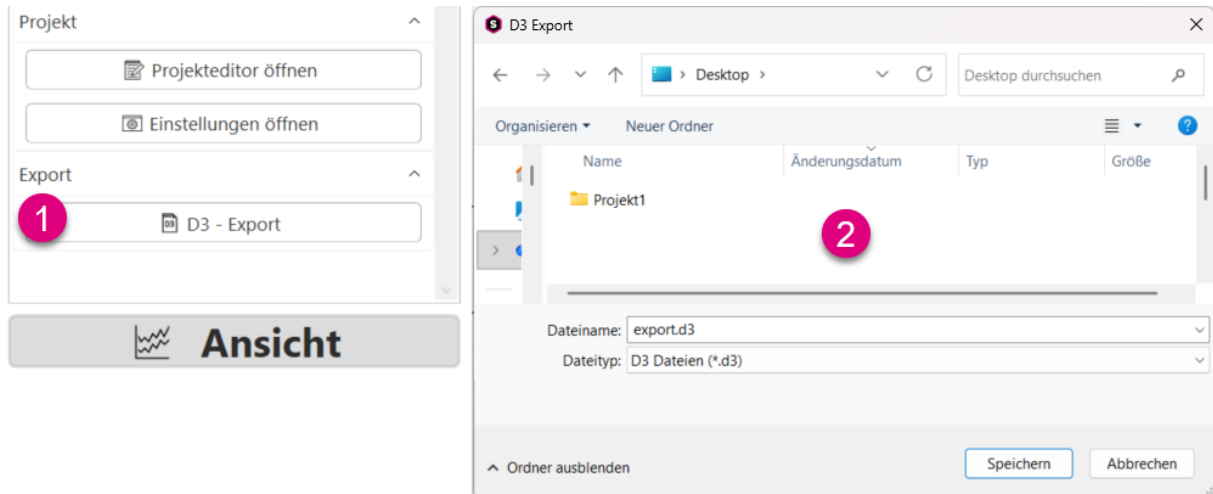 Projekt
Projekteditor öffnen
Einstellungen öffnen
Export
1
D3 - Export
Ansicht
D3 Export
Desktop
Desktop durchsuchen
Organisieren
Neuer Ordner
Name Änderungsdatum Typ Größe
Projekt1
2
Dateiname: export.d3
Dateityp: D3 Dateien (*.d3)
Ordner ausblenden
Speichern
Abbrechen